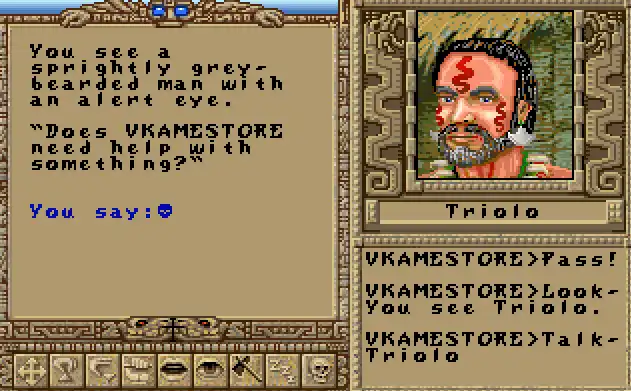 You see a
sprightly grey-
bearded man with
an alert eye.
"Does VKAMESTORE
need help with
something?"
You say:
Triolo
VKAMESTORE>Pass!
VKAMESTORE>Look-
You see Triolo.
VKAMESTORE>Talk-
Triolo